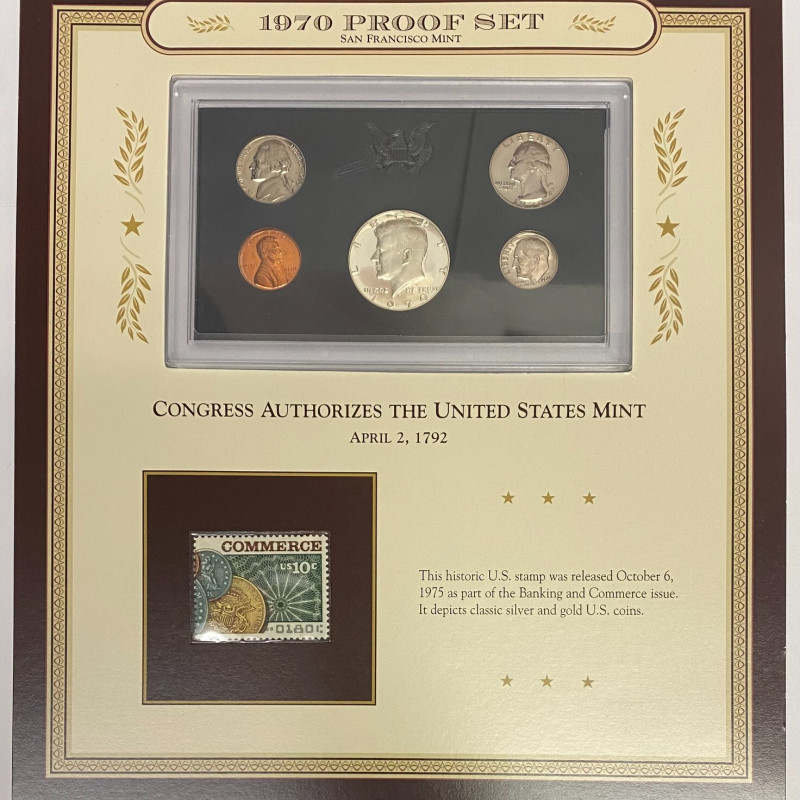 1970 PROOF SET
SAN FRANCISCO MINT
LIBERTY
LIBERTY
IN GOD WE TRUST
1970
CONGRESS AUTHORIZES THE UNITED STATES MINT
APRIL 2, 1792
COMMERCE
US10c
This historic U.S. stamp was released October 6,
1975 as part of the Banking and Commerce issue.
It depicts classic silver and gold U.S. coins.